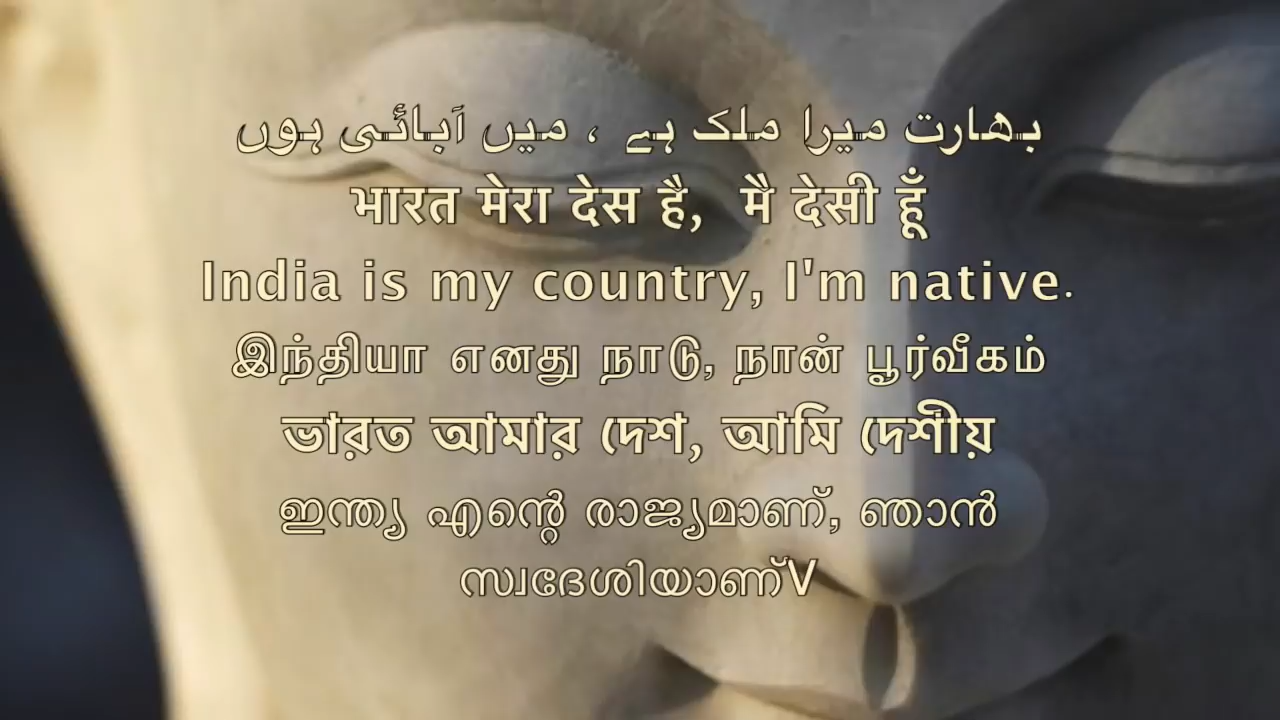 بھارت میرا ملک ہے ، میں آبائی ہوں
भारत मेरा देस है, मै देसी हूँ
India is my country, I'm native.
இந்தியா எனது நாடு, நான் பூர்வீகம்
ভারত আমার দেশ, আমি দেশীয়
ഇന്ത്യ എന്റെ രാജ്യമാണ്, ഞാൻ
സ്വദേശിയാണ്V